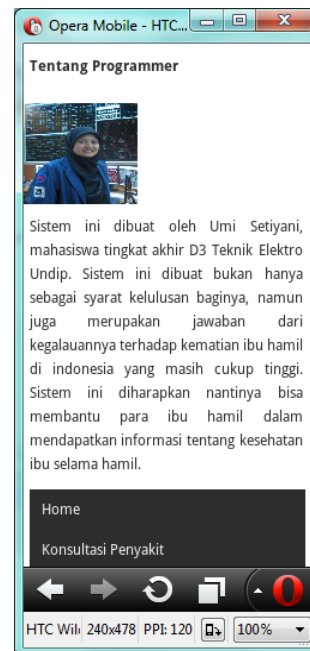 Opera Mobile - HTC...
Tentang Programmer
Sistem ini dibuat oleh Umi Setiyani,
mahasiswa tingkat akhir D3 Teknik Elektro
Undip. Sistem ini dibuat bukan hanya
sebagai syarat kelulusan baginya, namun
juga merupakan jawaban dari
kegalauannya terhadap kematian ibu hamil
di indonesia yang masih cukup tinggi.
Sistem ini diharapkan nantinya bisa
membantu para ibu hamil dalam
mendapatkan informasi tentang kesehatan
ibu selama hamil.
Home
Konsultasi Penyakit
HTC Wil 240x478 PPI: 120 100%